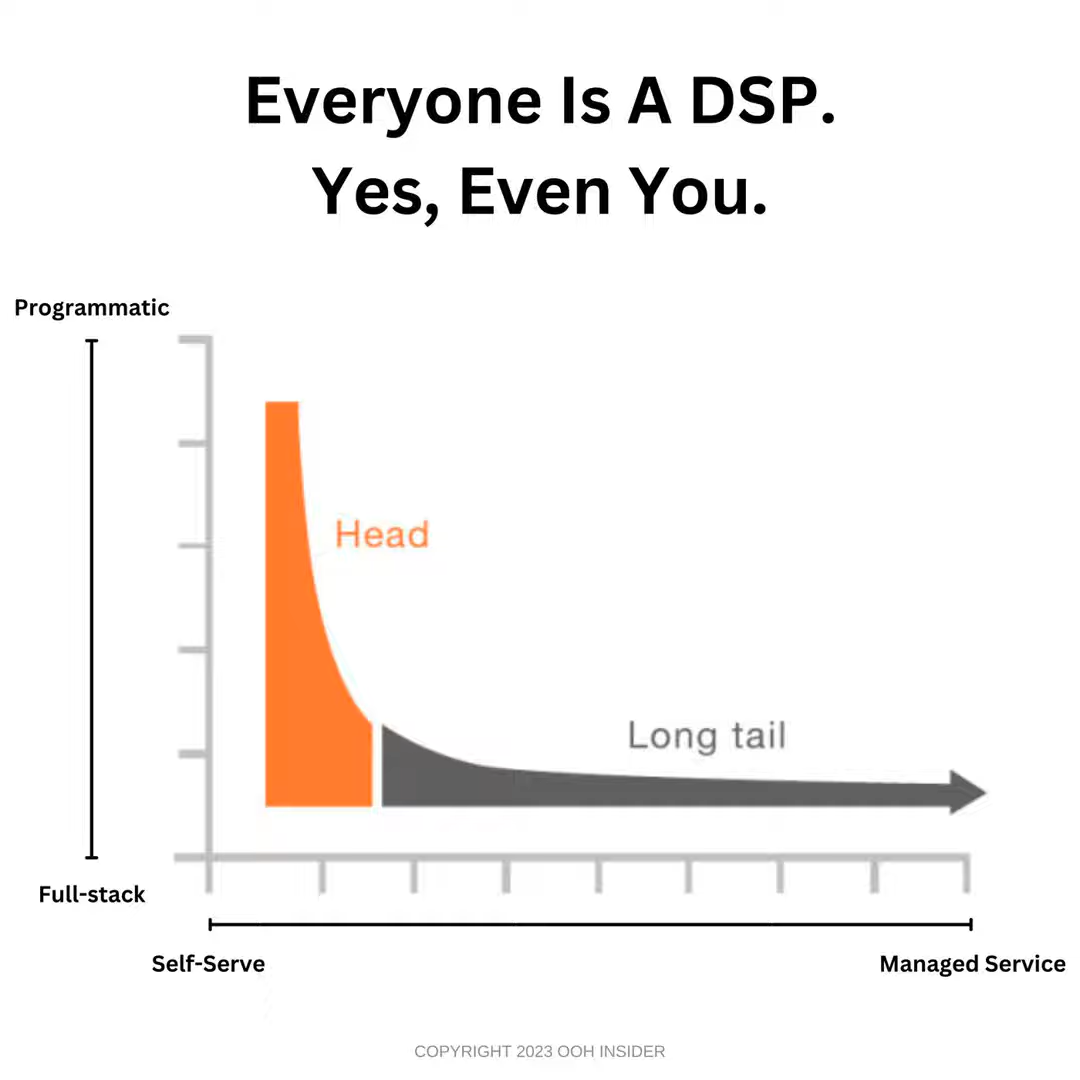 Everyone Is A DSP.
Yes, Even You.
Programmatic
Head
Long tail
Full-stack
Self-Serve
Managed Service
COPYRIGHT 2023 OOH INSIDER